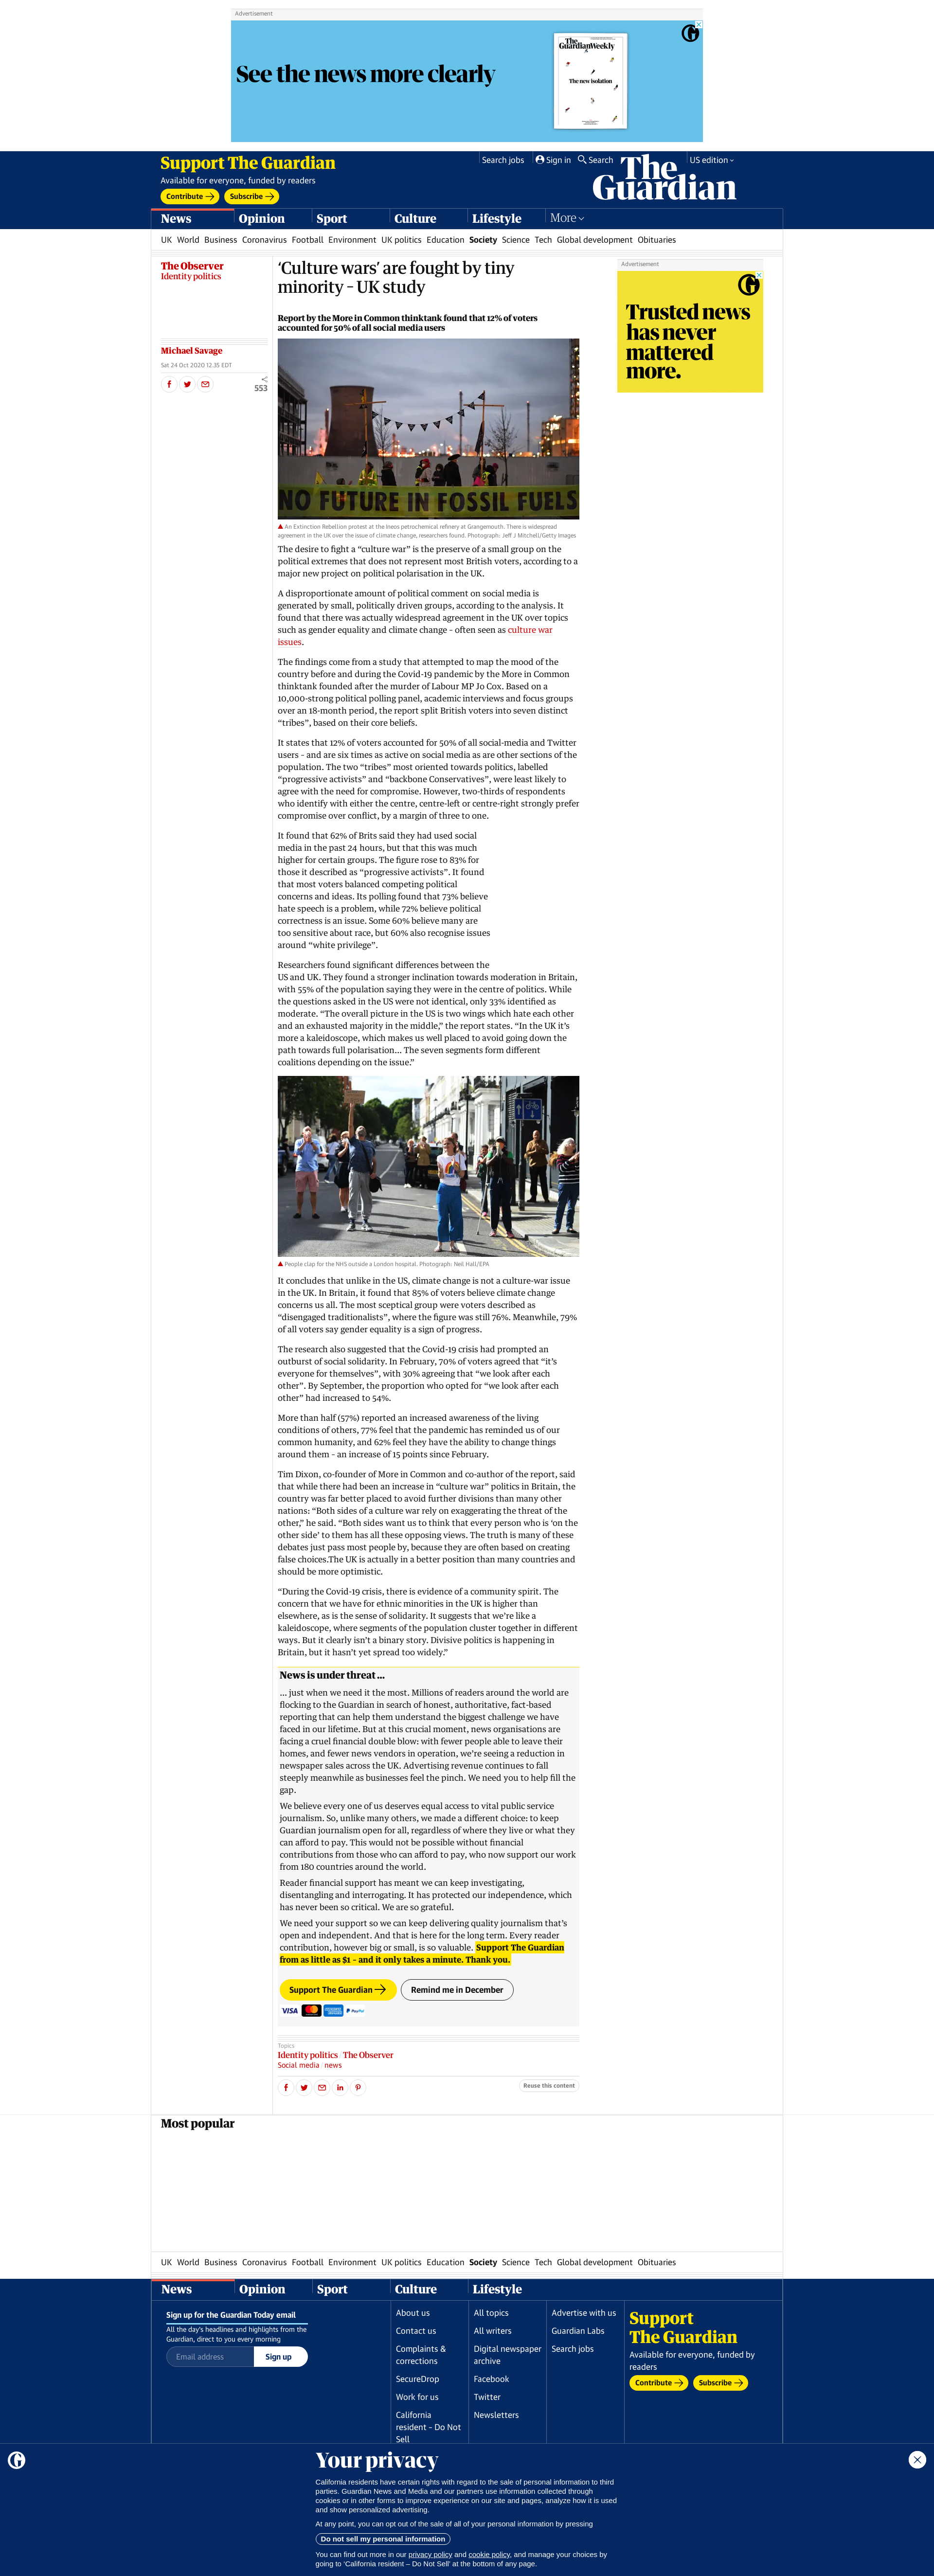 Advertisement
See the news more clearly
The
GuardianWeekly
The new isolation
Support The Guardian
Available for everyone, funded by readers
Contribute
Subscribe
Search jobs
Sign in
Search
US edition
The
Guardian
News
Opinion
Sport
Culture
Lifestyle
More
UK World Business Coronavirus Football Environment UK politics Education Society Science Tech Global development Obituaries
The Observer
Identity politics
Michael Savage
Sat 24 Oct 2020 12.35 EDT
553
‘Culture wars’ are fought by tiny
minority – UK study
Report by the More in Common thinktank found that 12% of voters
accounted for 50% of all social media users
Advertisement
Trusted news
has never
mattered
more.
NO FUTURE IN FOSSIL FUELS
An Extinction Rebellion protest at the Ineos petrochemical refinery at Grangemouth. There is widespread
agreement in the UK over the issue of climate change, researchers found. Photograph: Jeff J Mitchell/Getty Images
The desire to fight a “culture war” is the preserve of a small group on the
political extremes that does not represent most British voters, according to a
major new project on political polarisation in the UK.
A disproportionate amount of political comment on social media is
generated by small, politically driven groups, according to the analysis. It
found that there was actually widespread agreement in the UK over topics
such as gender equality and climate change – often seen as culture war
issues.
The findings come from a study that attempted to map the mood of the
country before and during the Covid-19 pandemic by the More in Common
thinktank founded after the murder of Labour MP Jo Cox. Based on a
10,000-strong political polling panel, academic interviews and focus groups
over an 18-month period, the report split British voters into seven distinct
“tribes”, based on their core beliefs.
It states that 12% of voters accounted for 50% of all social-media and Twitter
users – and are six times as active on social media as are other sections of the
population. The two “tribes” most oriented towards politics, labelled
“progressive activists” and “backbone Conservatives”, were least likely to
agree with the need for compromise. However, two-thirds of respondents
who identify with either the centre, centre-left or centre-right strongly prefer
compromise over conflict, by a margin of three to one.
It found that 62% of Brits said they had used social
media in the past 24 hours, but that this was much
higher for certain groups. The figure rose to 83% for
those it described as “progressive activists”. It found
that most voters balanced competing political
concerns and ideas. Its polling found that 73% believe
hate speech is a problem, while 72% believe political
correctness is an issue. Some 60% believe many are
too sensitive about race, but 60% also recognise issues
around “white privilege”.
Researchers found significant differences between the
US and UK. They found a stronger inclination towards moderation in Britain,
with 55% of the population saying they were in the centre of politics. While
the questions asked in the US were not identical, only 33% identified as
moderate. “The overall picture in the US is two wings which hate each other
and an exhausted majority in the middle,” the report states. “In the UK it’s
more a kaleidoscope, which makes us well placed to avoid going down the
path towards full polarisation… The seven segments form different
coalitions depending on the issue.”
People clap for the NHS outside a London hospital. Photograph: Neil Hall/EPA
It concludes that unlike in the US, climate change is not a culture-war issue
in the UK. In Britain, it found that 85% of voters believe climate change
concerns us all. The most sceptical group were voters described as
“disengaged traditionalists”, where the figure was still 76%. Meanwhile, 79%
of all voters say gender equality is a sign of progress.
The research also suggested that the Covid-19 crisis had prompted an
outburst of social solidarity. In February, 70% of voters agreed that “it’s
everyone for themselves”, with 30% agreeing that “we look after each
other”. By September, the proportion who opted for “we look after each
other” had increased to 54%.
More than half (57%) reported an increased awareness of the living
conditions of others, 77% feel that the pandemic has reminded us of our
common humanity, and 62% feel they have the ability to change things
around them – an increase of 15 points since February.
Tim Dixon, co-founder of More in Common and co-author of the report, said
that while there had been an increase in “culture war” politics in Britain, the
country was far better placed to avoid further divisions than many other
nations: “Both sides of a culture war rely on exaggerating the threat of the
other,” he said. “Both sides want us to think that every person who is ‘on the
other side’ to them has all these opposing views. The truth is many of these
debates just pass most people by, because they are often based on creating
false choices.The UK is actually in a better position than many countries and
should be more optimistic.
“During the Covid-19 crisis, there is evidence of a community spirit. The
concern that we have for ethnic minorities in the UK is higher than
elsewhere, as is the sense of solidarity. It suggests that we’re like a
kaleidoscope, where segments of the population cluster together in different
ways. But it clearly isn’t a binary story. Divisive politics is happening in
Britain, but it hasn’t yet spread too widely.”
News is under threat …
… just when we need it the most. Millions of readers around the world are
flocking to the Guardian in search of honest, authoritative, fact-based
reporting that can help them understand the biggest challenge we have
faced in our lifetime. But at this crucial moment, news organisations are
facing a cruel financial double blow: with fewer people able to leave their
homes, and fewer news vendors in operation, we’re seeing a reduction in
newspaper sales across the UK. Advertising revenue continues to fall
steeply meanwhile as businesses feel the pinch. We need you to help fill the
gap.
We believe every one of us deserves equal access to vital public service
journalism. So, unlike many others, we made a different choice: to keep
Guardian journalism open for all, regardless of where they live or what they
can afford to pay. This would not be possible without financial
contributions from those who can afford to pay, who now support our work
from 180 countries around the world.
Reader financial support has meant we can keep investigating,
disentangling and interrogating. It has protected our independence, which
has never been so critical. We are so grateful.
We need your support so we can keep delivering quality journalism that’s
open and independent. And that is here for the long term. Every reader
contribution, however big or small, is so valuable. Support The Guardian
from as little as $1 – and it only takes a minute. Thank you.
Support The Guardian
Remind me in December
VISA
PayPal
Topics
Identity politics The Observer
Social media news
Reuse this content
Most popular
UK World Business Coronavirus Football Environment UK politics Education Society Science Tech Global development Obituaries
News
Opinion
Sport
Culture
Lifestyle
Sign up for the Guardian Today email
All the day’s headlines and highlights from the
Guardian, direct to you every morning
Email address
Sign up
About us
Contact us
Complaints &
corrections
SecureDrop
Work for us
California
resident – Do Not
Sell
All topics
All writers
Digital newspaper
archive
Facebook
Twitter
Newsletters
Advertise with us
Guardian Labs
Search jobs
Support
The Guardian
Available for everyone, funded by
readers
Contribute
Subscribe
Your privacy
California residents have certain rights with regard to the sale of personal information to third
parties. Guardian News and Media and our partners use information collected through
cookies or in other forms to improve experience on our site and pages, analyze how it is used
and show personalized advertising.
At any point, you can opt out of the sale of all of your personal information by pressing
Do not sell my personal information
You can find out more in our privacy policy and cookie policy, and manage your choices by
going to ‘California resident – Do Not Sell’ at the bottom of any page.